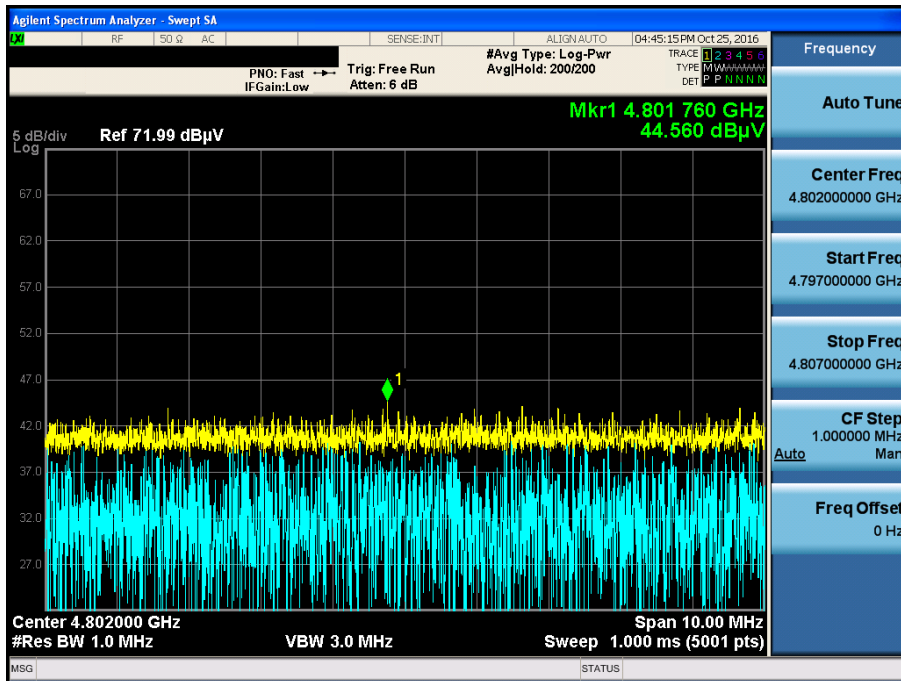 Agilent Spectrum Analyzer - Swept SA
LXI RF 50 Ω AC SENSE:INT ALIGN AUTO 04:45:15 PM Oct 25, 2016
Frequency
#Avg Type: Log-Pwr TRACE 1 2 3 4 5 6
PNO: Fast Trig: Free Run Avg|Hold: 200/200 TYPE MWWWWW
IFGain:Low Atten: 6 dB DET P P N N N N
Auto Tune
Mkr1 4.801 760 GHz
5 dB/div Ref 71.99 dBµV 44.560 dBµV
Log
Center Freq
4.802000000 GHz
67.0
62.0
Start Freq
4.797000000 GHz
57.0
52.0
Stop Freq
4.807000000 GHz
47.0
1
42.0
CF Step
1.000000 MHz
Auto Man
37.0
32.0
Freq Offset
0 Hz
27.0
Center 4.802000 GHz Span 10.00 MHz
#Res BW 1.0 MHz VBW 3.0 MHz Sweep 1.000 ms (5001 pts)
MSG STATUS